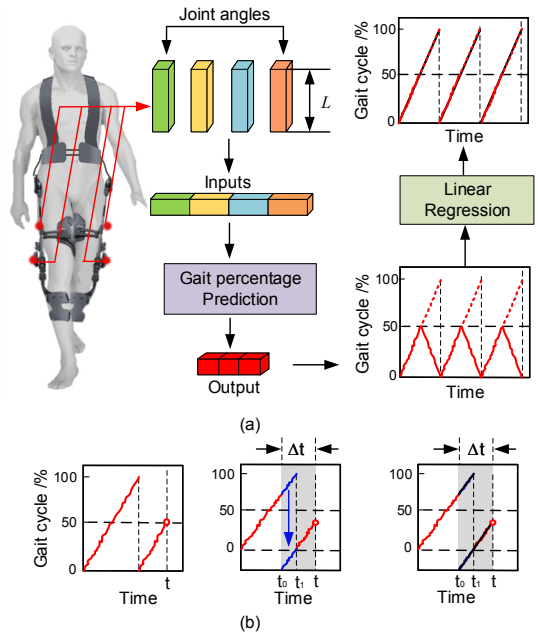 Joint angles
L
Inputs
Gait percentage
Prediction
Output
Gait cycle /%
100
50
0
Time
Linear
Regression
Gait cycle /%
100
50
0
Time
(a)
Gait cycle /%
100
50
0
t
Time
Δt
100
50
0
t₀ t₁ t
Time
Δt
100
50
0
t₀ t₁ t
Time
(b)